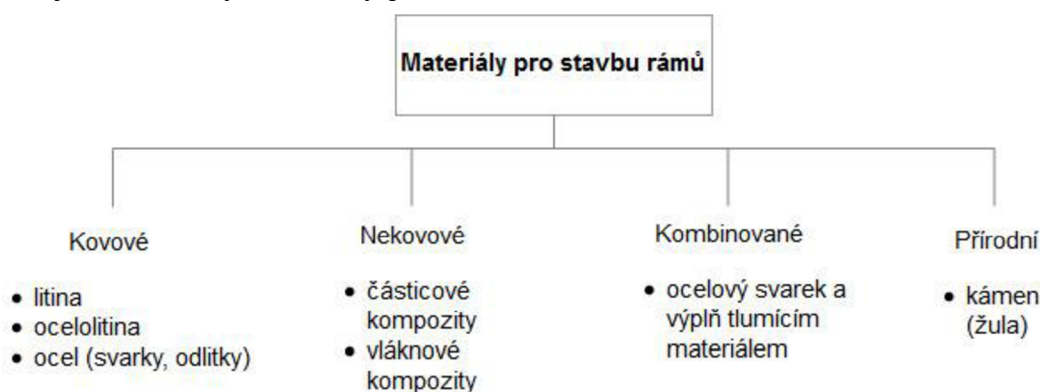 Materiály pro stavbu rámů
Kovové
• litina
• ocelolitina
• ocel (svarky, odlitky)
Nekovové
• částicové
kompozity
• vláknové
kompozity
Kombinované
• ocelový svarek a
výplň tlumícím
materiálem
Přírodní
• kámen
(žula)